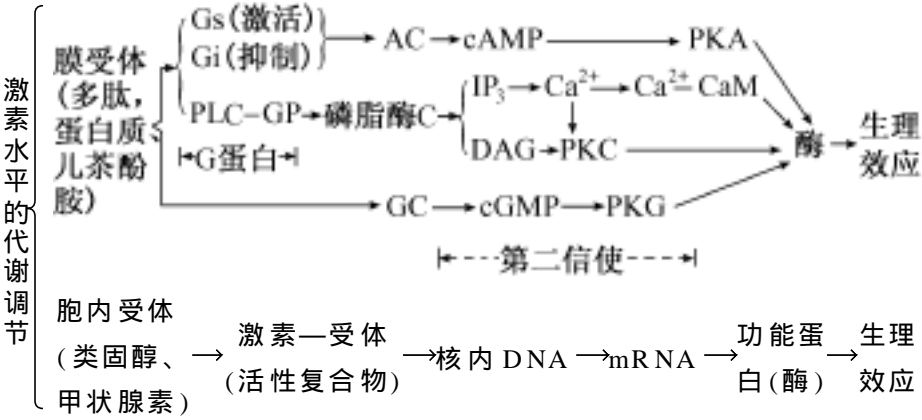 激素水平的代谢调节
膜受体
(多肽,
蛋白质
儿茶酚
胺)
Gs(激活)
Gi(抑制)
AC→cAMP→PKA
PLC-GP→磷脂酶C
G蛋白
IP3→Ca2+→Ca2+-CaM
DAG→PKC
酶→生理
效应
GC→cGMP→PKG
第二信使
胞内受体
(类固醇、
甲状腺素)
→激素—受体
(活性复合物)
→核内DNA→mRNA→功能蛋
白(酶)
→生理
效应